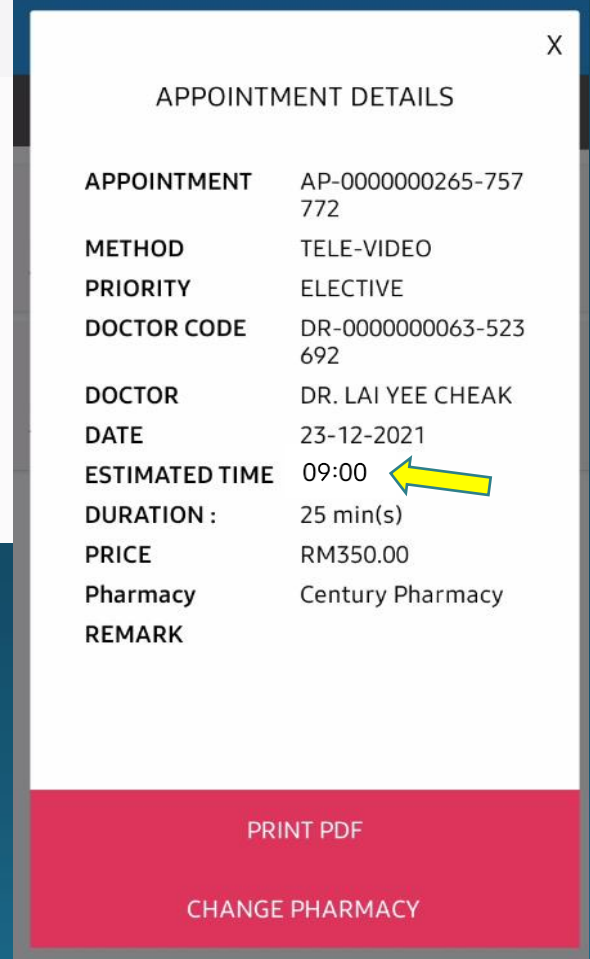 X
APPOINTMENT DETAILS
APPOINTMENT AP-0000000265-757
772
METHOD TELE-VIDEO
PRIORITY ELECTIVE
DOCTOR CODE DR-0000000063-523
692
DOCTOR DR. LAI YEE CHEAK
DATE 23-12-2021
ESTIMATED TIME 09:00
DURATION : 25 min(s)
PRICE RM350.00
Pharmacy Century Pharmacy
REMARK
PRINT PDF
CHANGE PHARMACY